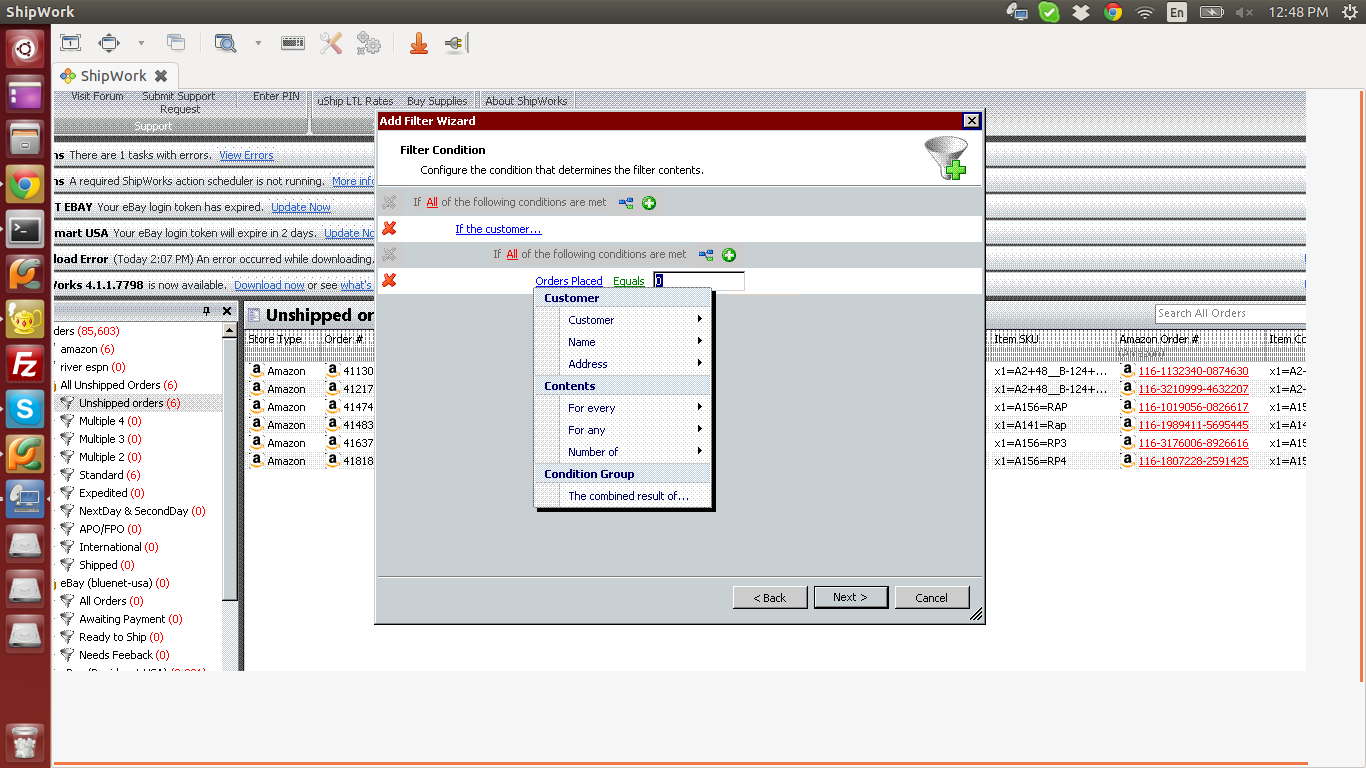 ShipWork
En
12:48 PM
ShipWork
Visit Forum
Submit Support Request
Enter PIN
uShip LTL Rates
Buy Supplies
About ShipWorks
Support
Add Filter Wizard
Filter Condition
Configure the condition that determines the filter contents.
ns There are 1 tasks with errors. View Errors
ns A required ShipWorks action scheduler is not running. More info
T EBAY Your eBay login token has expired. Update Now
mart USA Your eBay login token will expire in 2 days. Update No
load Error (Today 2:07 PM) An error occurred while downloading.
Works 4.1.1.7798 is now available. Download now or see what's
If All of the following conditions are met
If the customer...
If All of the following conditions are met
Orders Placed Equals 0
Customer
Customer
Name
Address
Contents
For every
For any
Number of
Condition Group
The combined result of...
< Back
Next >
Cancel
ders (85,603)
amazon (6)
river espn (0)
All Unshipped Orders (6)
Unshipped orders (6)
Multiple 4 (0)
Multiple 3 (0)
Multiple 2 (0)
Standard (6)
Expedited (0)
NextDay & SecondDay (0)
APO/FPO (0)
International (0)
Shipped (0)
eBay (bluenet-usa) (0)
All Orders (0)
Awaiting Payment (0)
Ready to Ship (0)
Needs Feeback (0)
Unshipped or
Search All Orders
Store Type Order # Item SKU Amazon Order # Item Co
(Amazon)
Amazon 41130 x1=A2+48__B-124+... 116-1132340-0874630 x1=A2-
Amazon 41217 x1=A2+48__B-124+... 116-3210999-4632207 x1=A2-
Amazon 41474 x1=A156=RAP 116-1019056-0826617 x1=A15
Amazon 41483 x1=A141=Rap 116-1989411-5695445 x1=A14
Amazon 41637 x1=A156=RP3 116-3176006-8926616 x1=A15
Amazon 41818 x1=A156=RP4 116-1807228-2591425 x1=A15